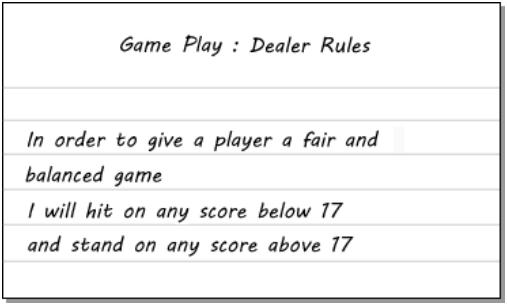 Game Play : Dealer Rules
In order to give a player a fair and
balanced game
I will hit on any score below 17
and stand on any score above 17